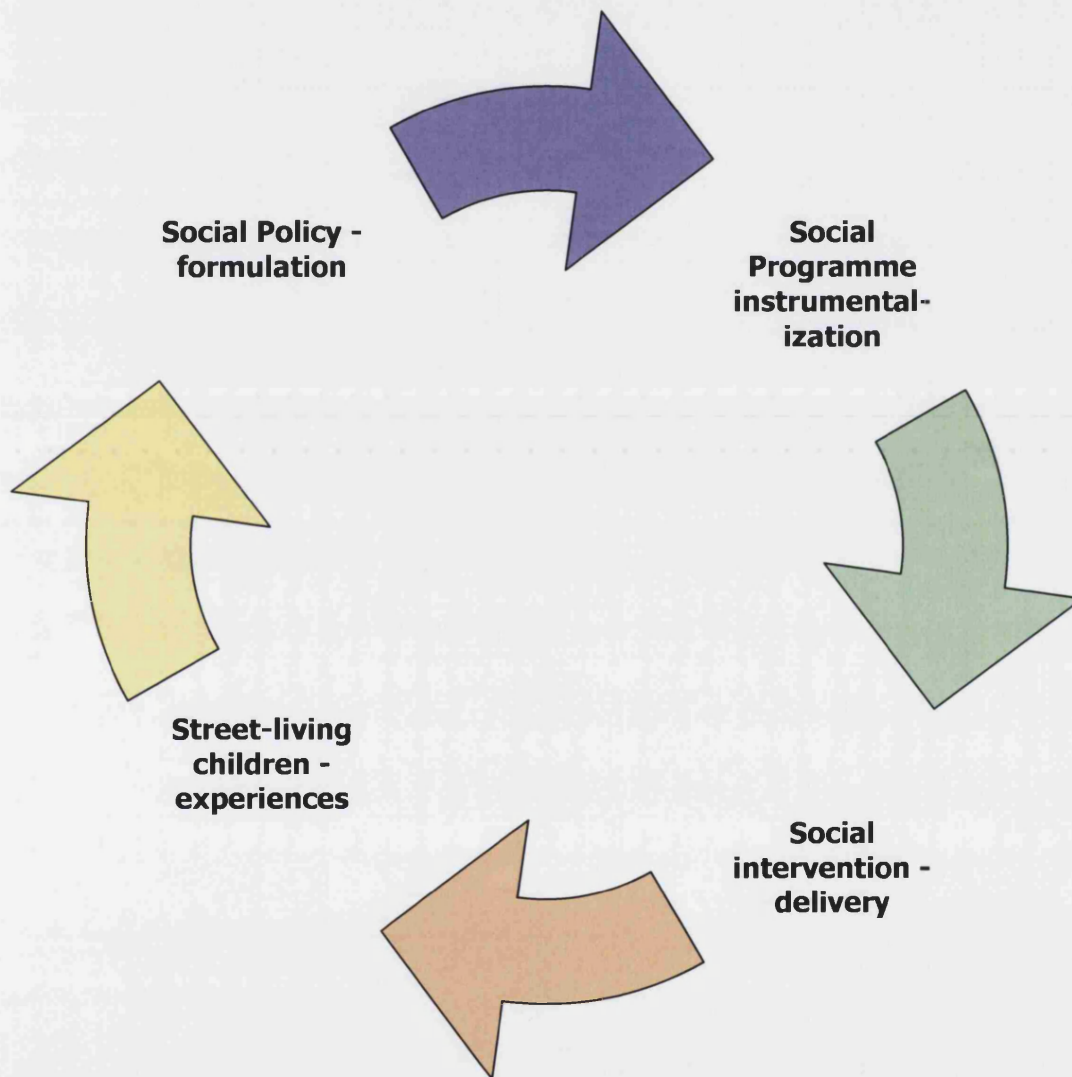 Social Policy -
formulation
Social
Programme
instrumental-
ization
Street-living
children -
experiences
Social
intervention -
delivery